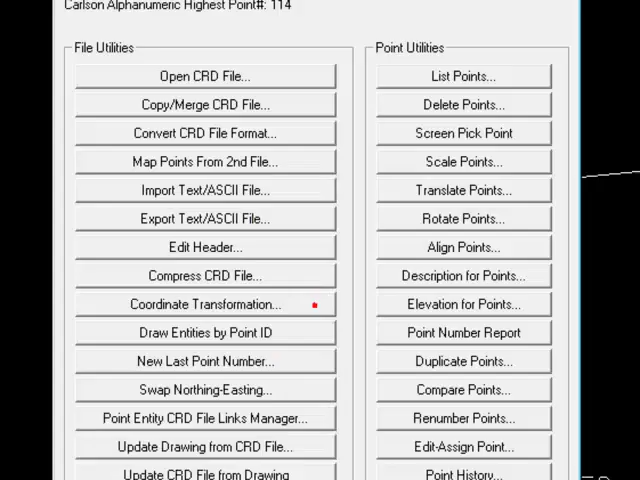 Carlson Alphanumeric Highest Point#: 114
File Utilities
Open CRD File...
Copy/Merge CRD File...
Convert CRD File Format...
Map Points From 2nd File...
Import Text/ASCII File...
Export Text/ASCII File...
Edit Header...
Compress CRD File...
Coordinate Transformation...
Draw Entities by Point ID
New Last Point Number...
Swap Northing-Easting...
Point Entity CRD File Links Manager...
Update Drawing from CRD File...
Update CRD File from Drawing
Point Utilities
List Points...
Delete Points...
Screen Pick Point
Scale Points...
Translate Points...
Rotate Points...
Align Points...
Description for Points...
Elevation for Points...
Point Number Report
Duplicate Points...
Compare Points...
Renumber Points...
Edit-Assign Point...
Point History...